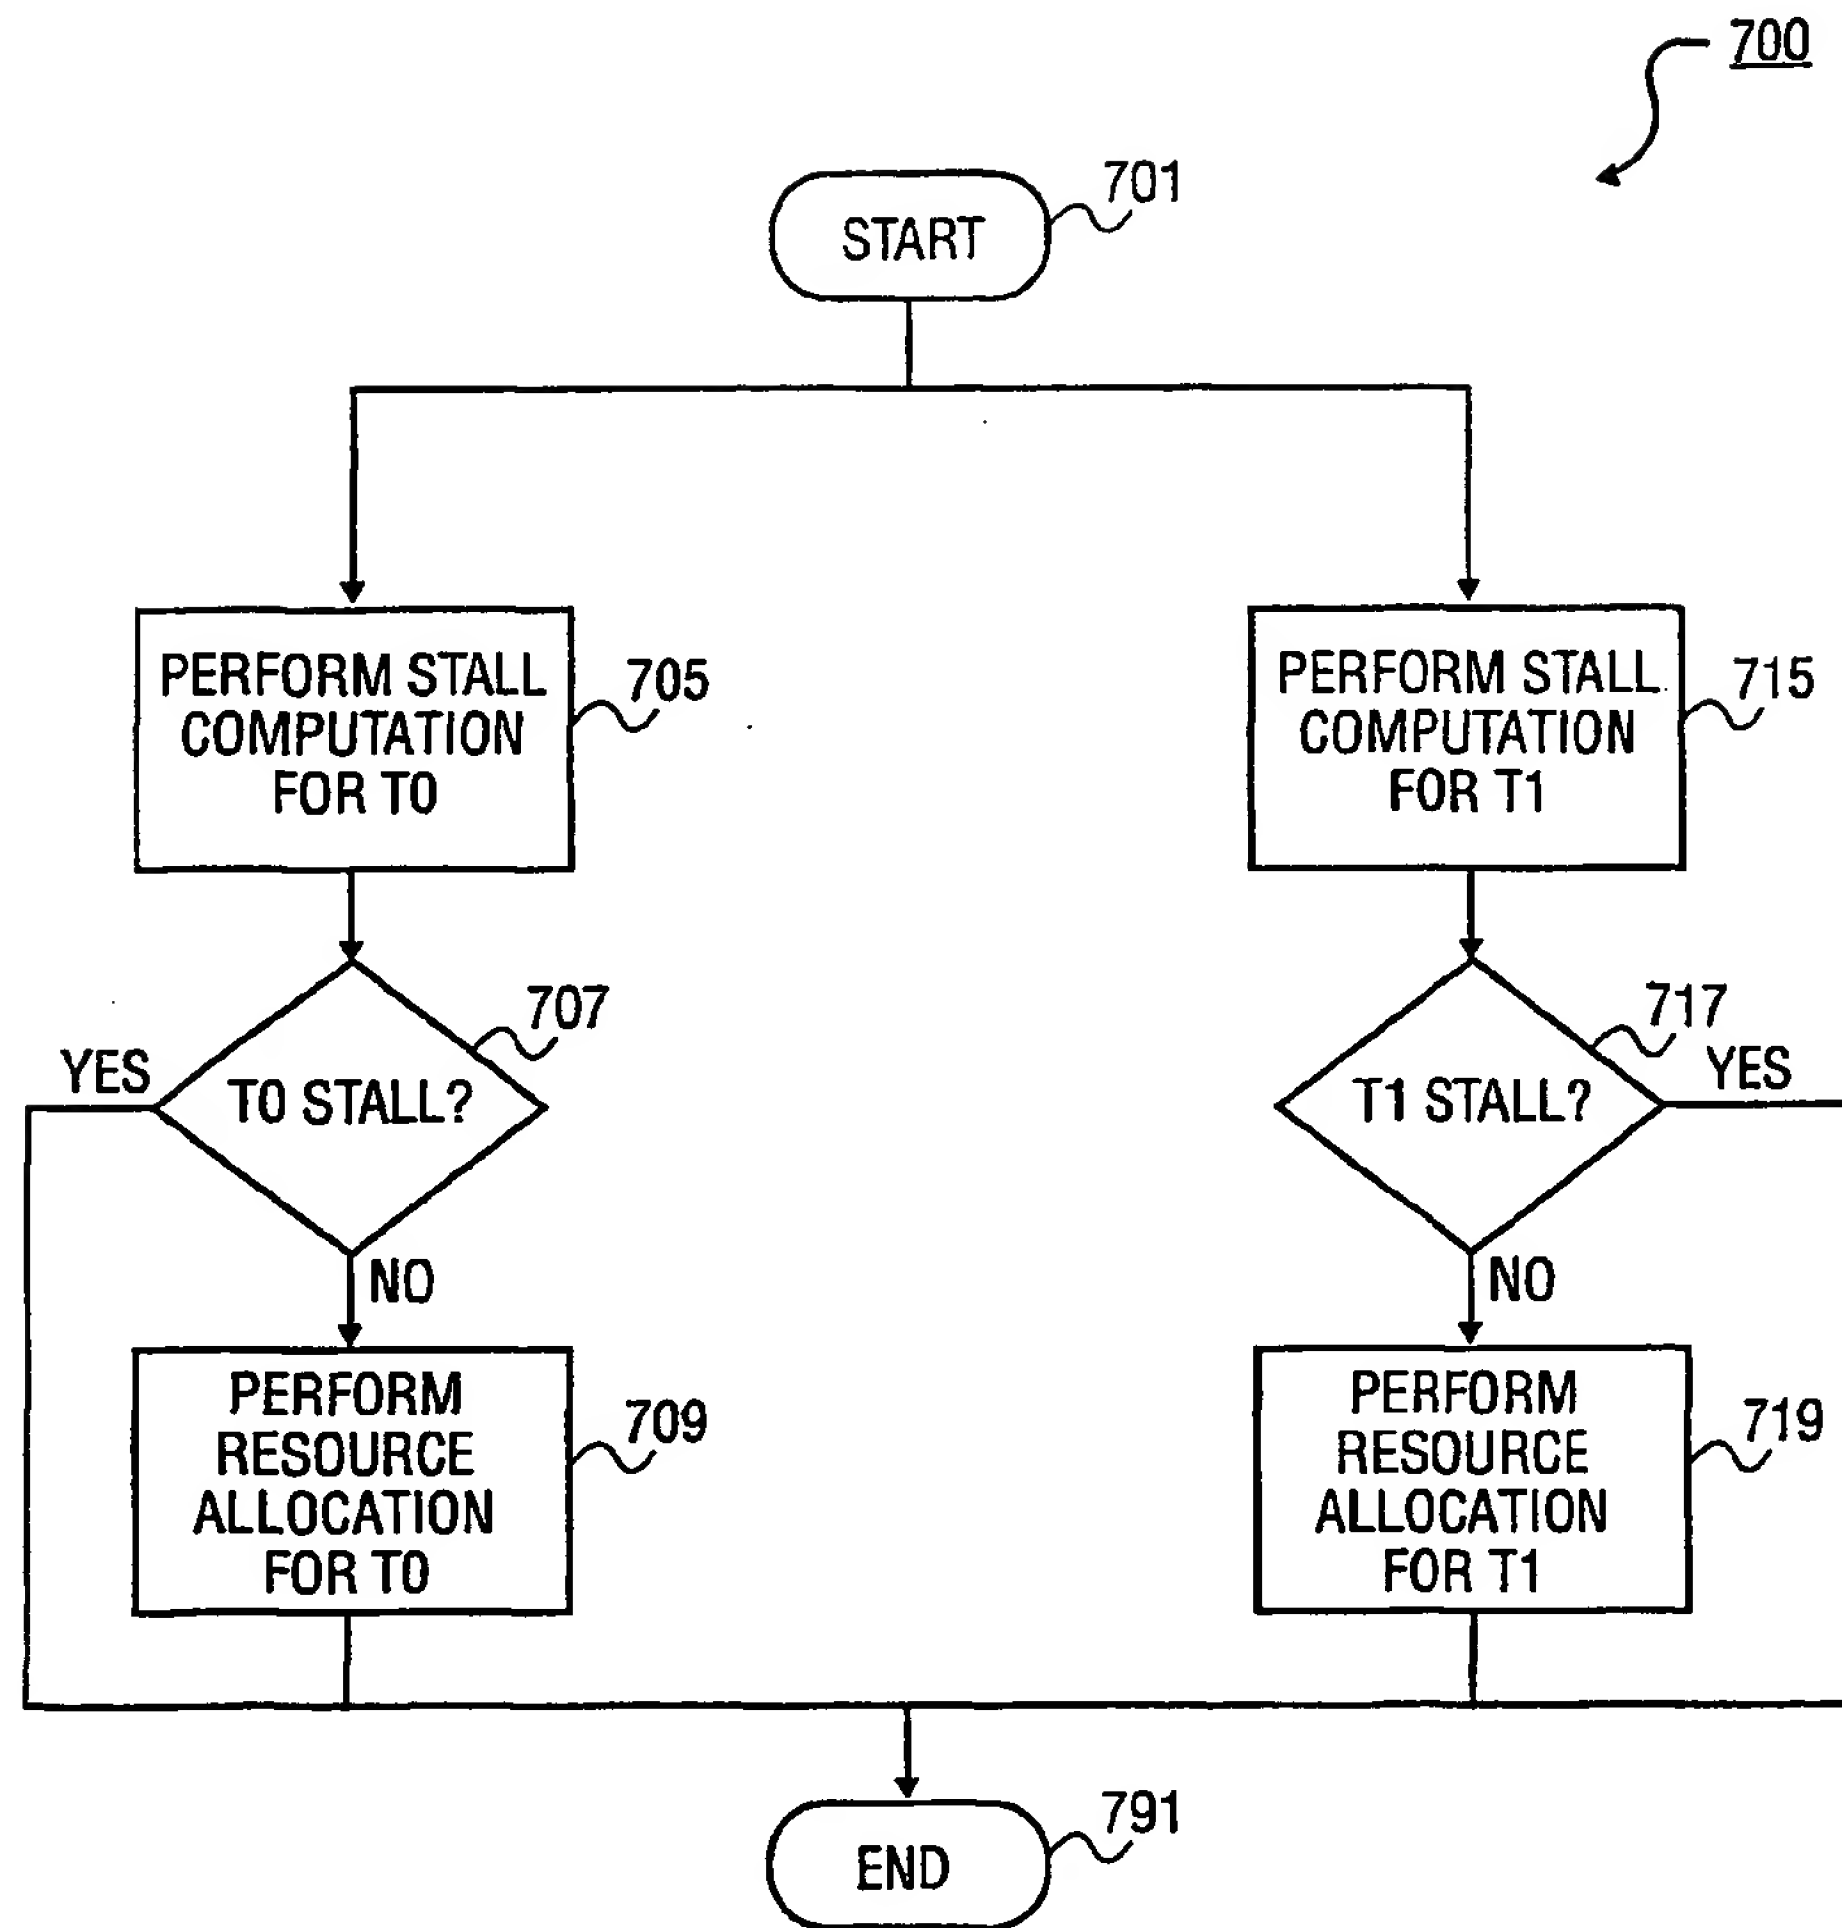 700
701
START
PERFORM STALL
COMPUTATION
FOR T0
705
PERFORM STALL
COMPUTATION
FOR T1
715
707
YES
T0 STALL?
NO
717
YES
T1 STALL?
NO
PERFORM
RESOURCE
ALLOCATION
FOR T0
709
PERFORM
RESOURCE
ALLOCATION
FOR T1
719
791
END